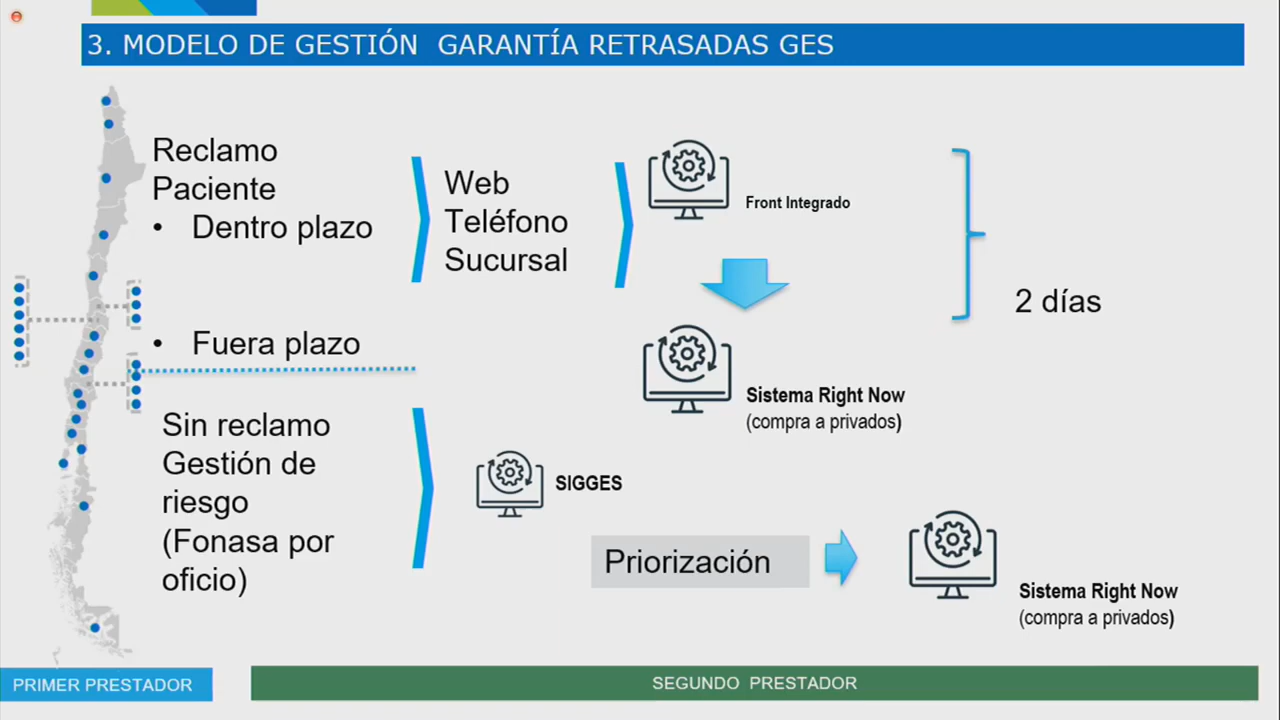 3. MODELO DE GESTIÓN  GARANTÍA RETRASADAS GES
Reclamo
Paciente
• Dentro plazo
Web
Teléfono
Sucursal
Front Integrado
2 días
• Fuera plazo
Sistema Right Now
(compra a privados)
Sin reclamo
Gestión de
riesgo
(Fonasa por
oficio)
SIGGES
Priorización
Sistema Right Now
(compra a privados)
PRIMER PRESTADOR
SEGUNDO  PRESTADOR